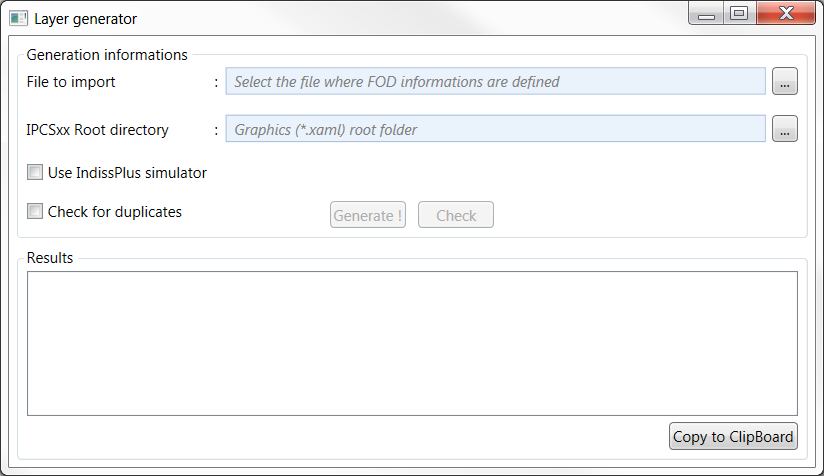 Layer generator
Generation informations
File to import : Select the file where FOD informations are defined ...
IPCSxx Root directory : Graphics (*.xaml) root folder ...
Use IndissPlus simulator
Check for duplicates Generate ! Check
Results
Copy to ClipBoard